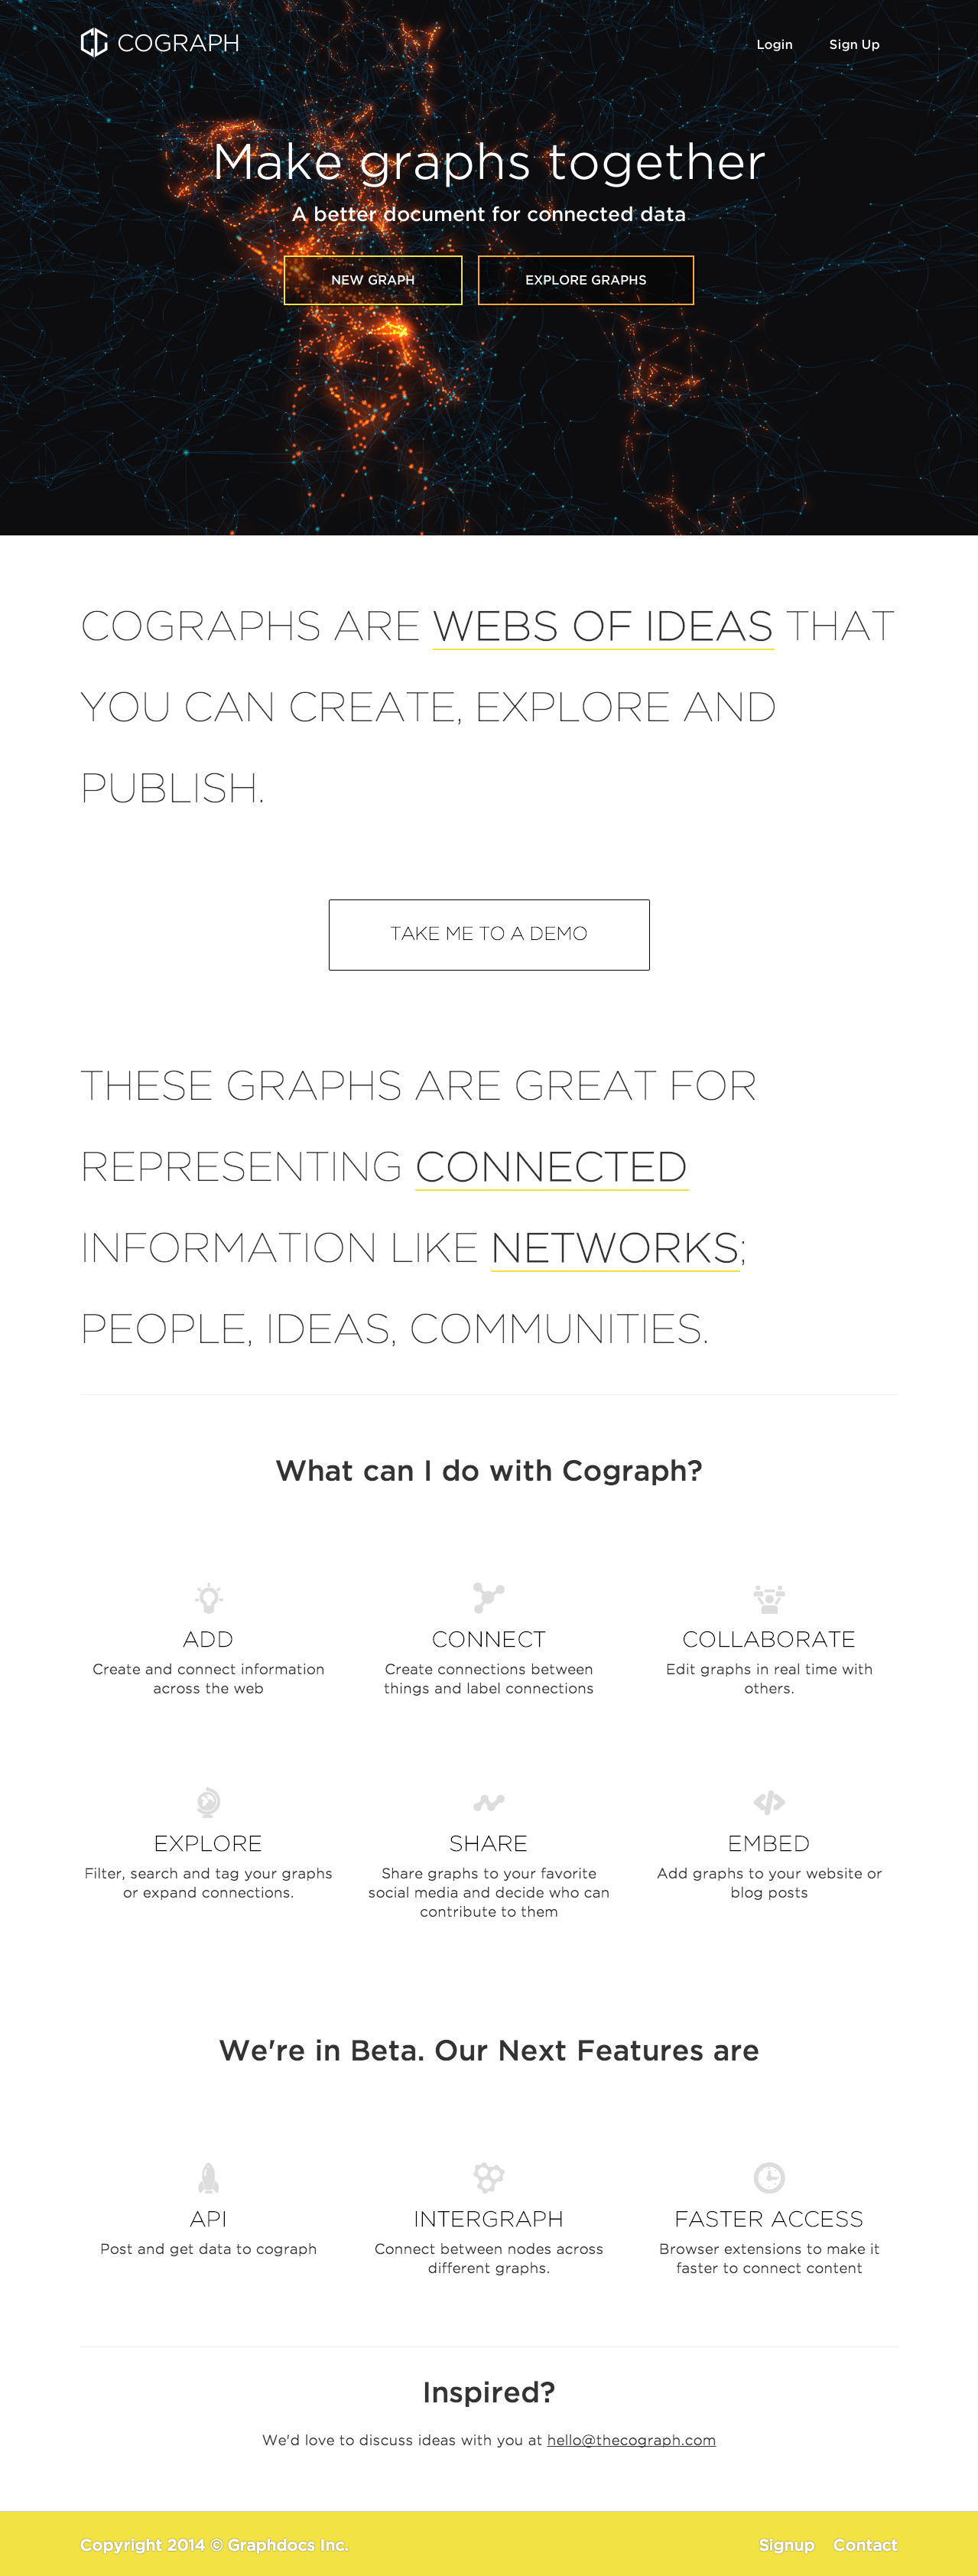 COGRAPH
Login Sign Up
Make graphs together
A better document for connected data
NEW GRAPH EXPLORE GRAPHS
COGRAPHS ARE WEBS OF IDEAS THAT
YOU CAN CREATE, EXPLORE AND
PUBLISH.
TAKE ME TO A DEMO
THESE GRAPHS ARE GREAT FOR
REPRESENTING CONNECTED
INFORMATION LIKE NETWORKS;
PEOPLE, IDEAS, COMMUNITIES.
What can I do with Cograph?
ADD
Create and connect information
across the web
CONNECT
Create connections between
things and label connections
COLLABORATE
Edit graphs in real time with
others.
EXPLORE
Filter, search and tag your graphs
or expand connections.
SHARE
Share graphs to your favorite
social media and decide who can
contribute to them
EMBED
Add graphs to your website or
blog posts
We're in Beta. Our Next Features are
API
Post and get data to cograph
INTERGRAPH
Connect between nodes across
different graphs.
FASTER ACCESS
Browser extensions to make it
faster to connect content
Inspired?
We'd love to discuss ideas with you at hello@thecograph.com
Copyright 2014 © Graphdocs Inc.
Signup Contact